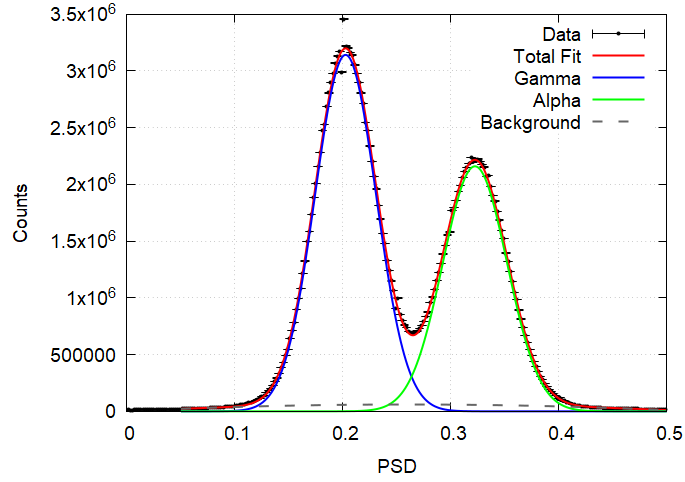 3.5x10⁶
3x10⁶
2.5x10⁶
2x10⁶
1.5x10⁶
1x10⁶
500000
0
Counts
Data
Total Fit
Gamma
Alpha
Background
0 0.1 0.2 0.3 0.4 0.5
PSD